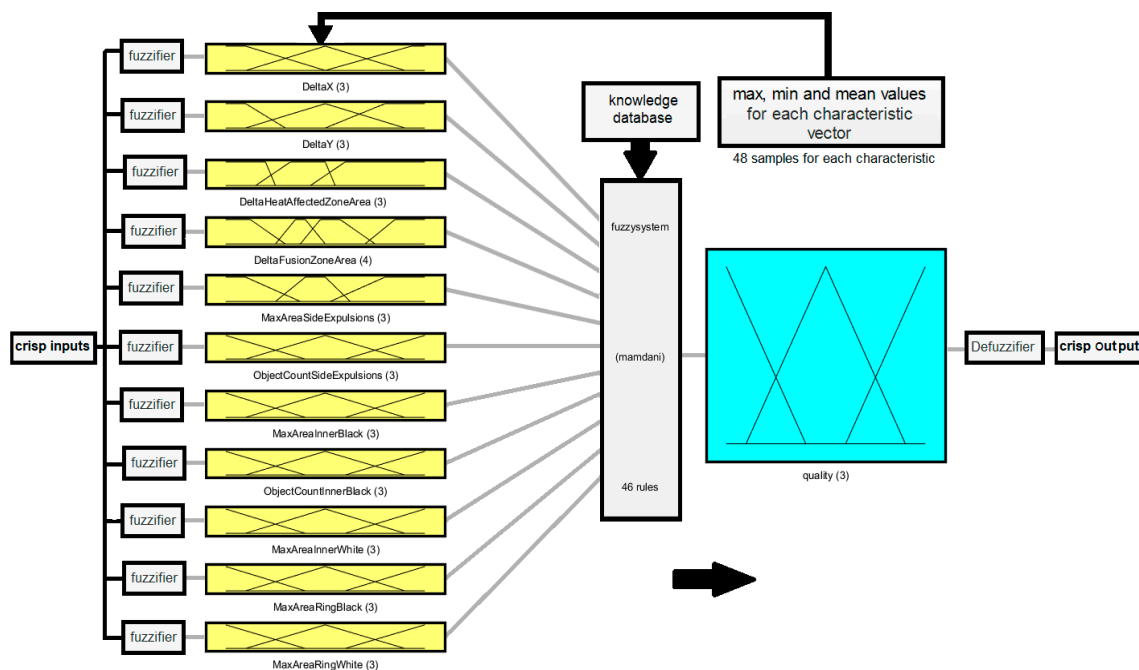 fuzzifier
DeltaX (3)
fuzzifier
DeltaY (3)
fuzzifier
DeltaHeatAffectedZoneArea (3)
fuzzifier
DeltaFusionZoneArea (4)
fuzzifier
MaxAreaSideExpulsions (3)
crisp inputs
fuzzifier
ObjectCountSideExpulsions (3)
fuzzifier
MaxAreaInnerBlack (3)
fuzzifier
ObjectCountInnerBlack (3)
fuzzifier
MaxAreaInnerWhite (3)
fuzzifier
MaxAreaRingBlack (3)
fuzzifier
MaxAreaRingWhite (3)
knowledge
database
max, min and mean values
for each characteristic
vector
48 samples for each characteristic
fuzzysystem
(mamdani)
46 rules
quality (3)
Defuzzifier
crisp Output